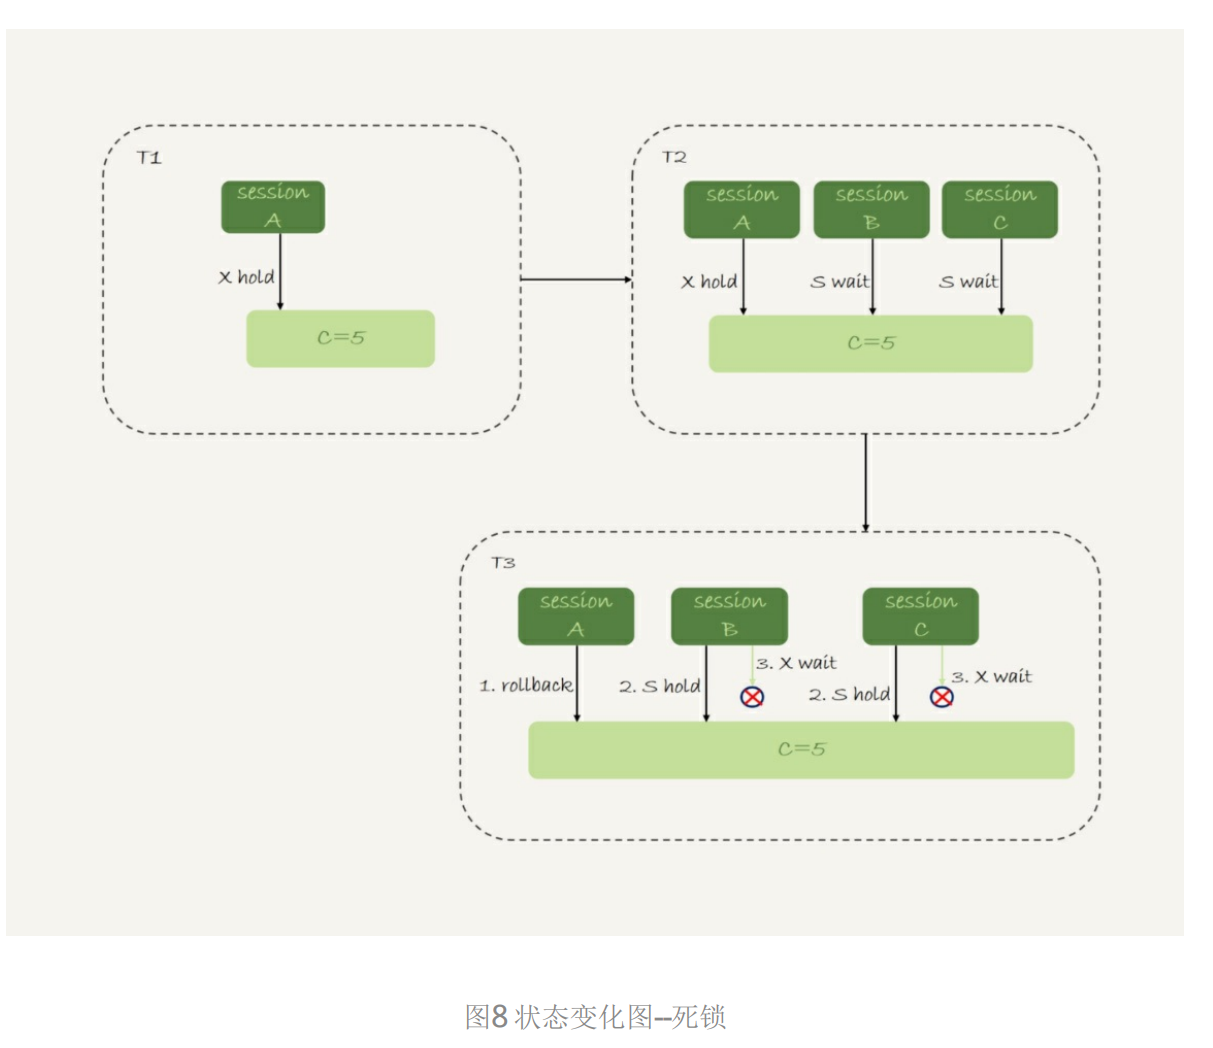 T1
session
A
X hold
C=5
T2
session
A
session
B
session
C
X hold
S wait
S wait
C=5
T3
session
A
session
B
session
C
1. rollback
2. S hold
3. X wait
2. S hold
3. X wait
C=5
图8 状态变化图--死锁